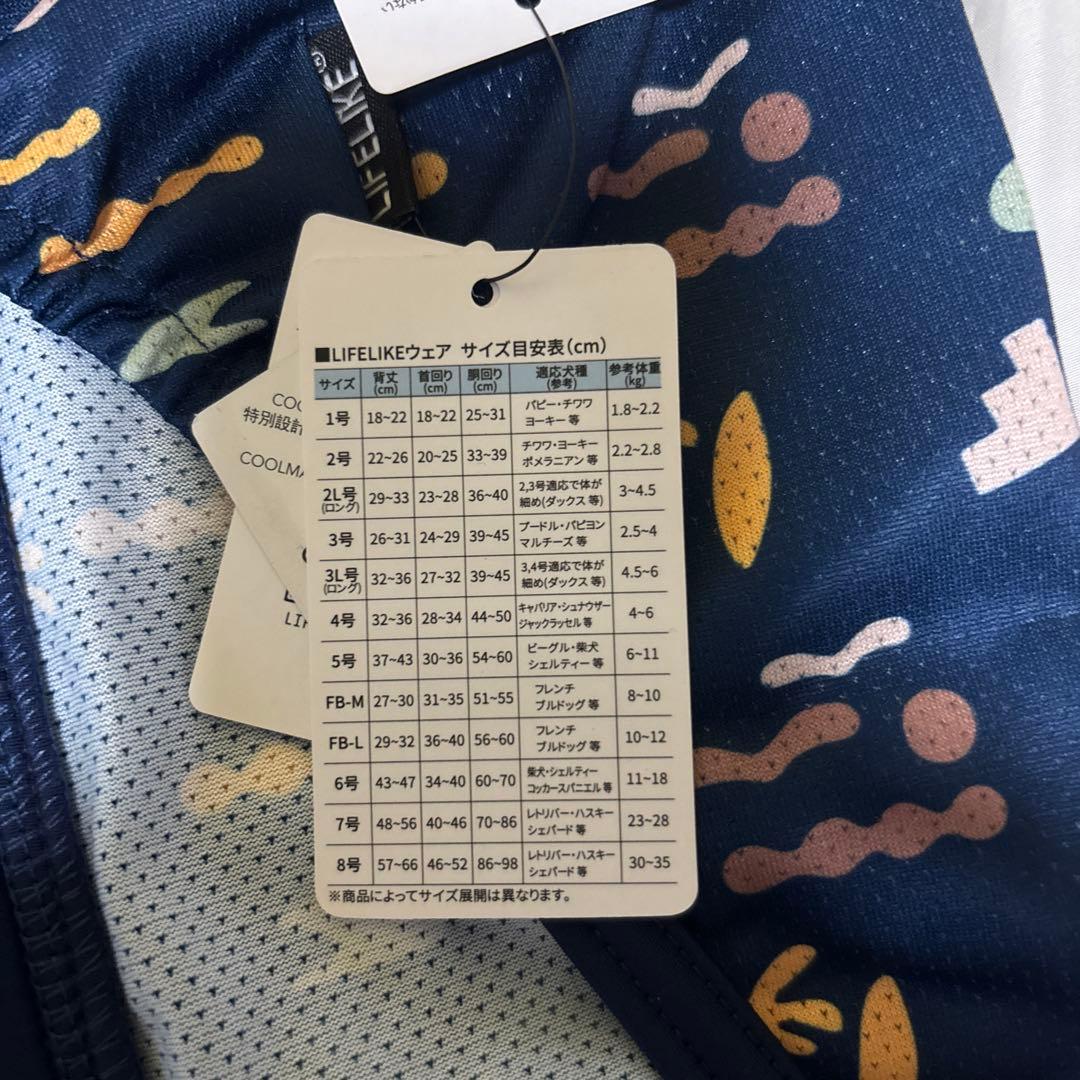 LIFELIKE®
■LIFELIKEウェア サイズ目安表(cm)
サイズ 背丈(cm) 首回り(cm) 胴回り(cm) 適応犬種(参考) 参考体重(kg)
1号 18~22 18~22 25~31 パピー・チワワ ヨーキー 等 1.8~2.2
2号 22~26 20~25 33~39 チワワ・ヨーキー ポメラニアン 等 2.2~2.8
2L号(ロング) 29~33 23~28 36~40 2,3号適応で体が細め(ダックス 等) 3~4.5
3号 26~31 24~29 39~45 プードル・パピヨン マルチーズ 等 2.5~4
3L号(ロング) 32~36 27~32 39~45 3,4号適応で体が細め(ダックス 等) 4.5~6
4号 32~36 28~34 44~50 キャバリア・シュナウザー ジャックラッセル 等 4~6
5号 37~43 30~36 54~60 ビーグル・柴犬 シェルティー 等 6~11
FB-M 27~30 31~35 51~55 フレンチ ブルドッグ 等 8~10
FB-L 29~32 36~40 56~60 フレンチ ブルドッグ 等 10~12
6号 43~47 34~40 60~70 柴犬・シェルティー コッカースパニエル 等 11~18
7号 48~56 40~46 70~86 レトリバー・ハスキー シェパード 等 23~28
8号 57~66 46~52 86~98 レトリバー・ハスキー シェパード 等 30~35
※商品によってサイズ展開は異なります。
COO
特別設計
COOLMA